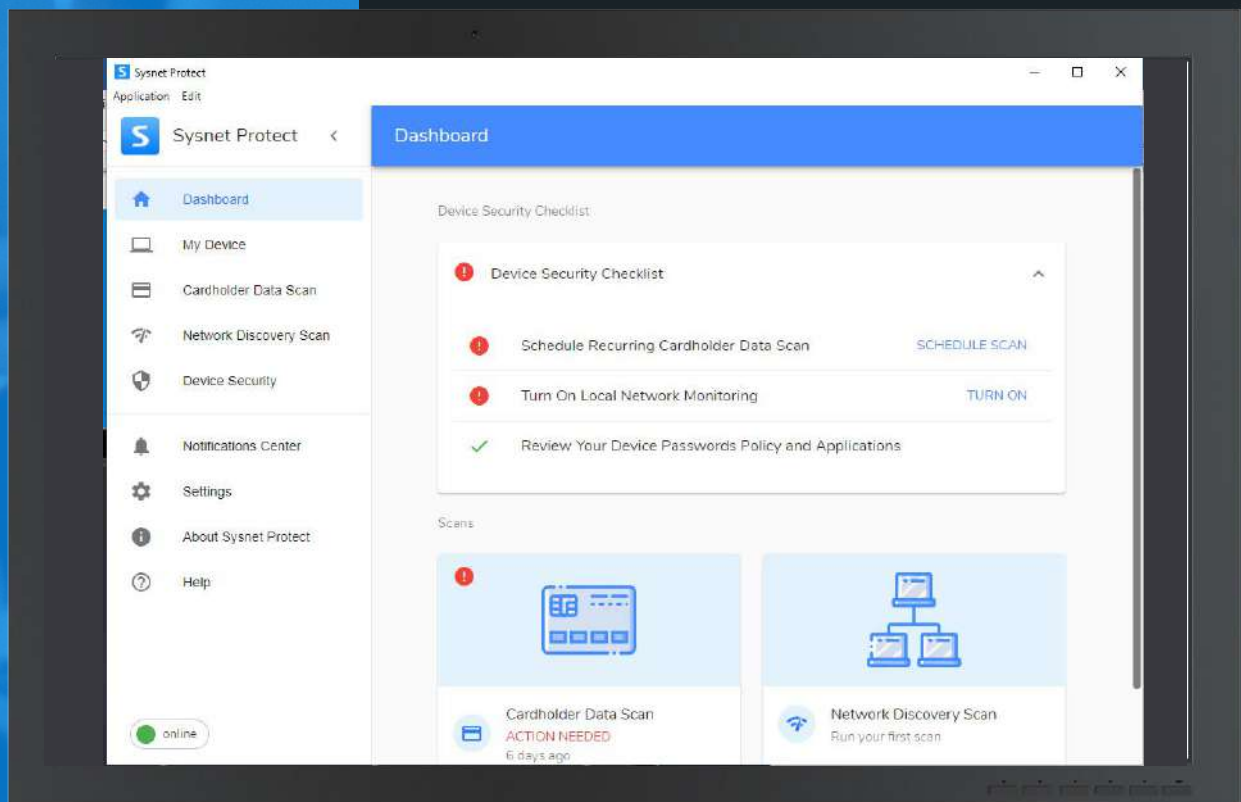 Sysnet Protect
Application Edit
S Sysnet Protect
Dashboard
Dashboard
My Device
Cardholder Data Scan
Network Discovery Scan
Device Security
Notifications Center
Settings
About Sysnet Protect
Help
online
Device Security Checklist
Device Security Checklist
Schedule Recurring Cardholder Data Scan SCHEDULE SCAN
Turn On Local Network Monitoring TURN ON
Review Your Device Passwords Policy and Applications
Scans
Cardholder Data Scan
ACTION NEEDED
6 days ago
Network Discovery Scan
Run your first scan